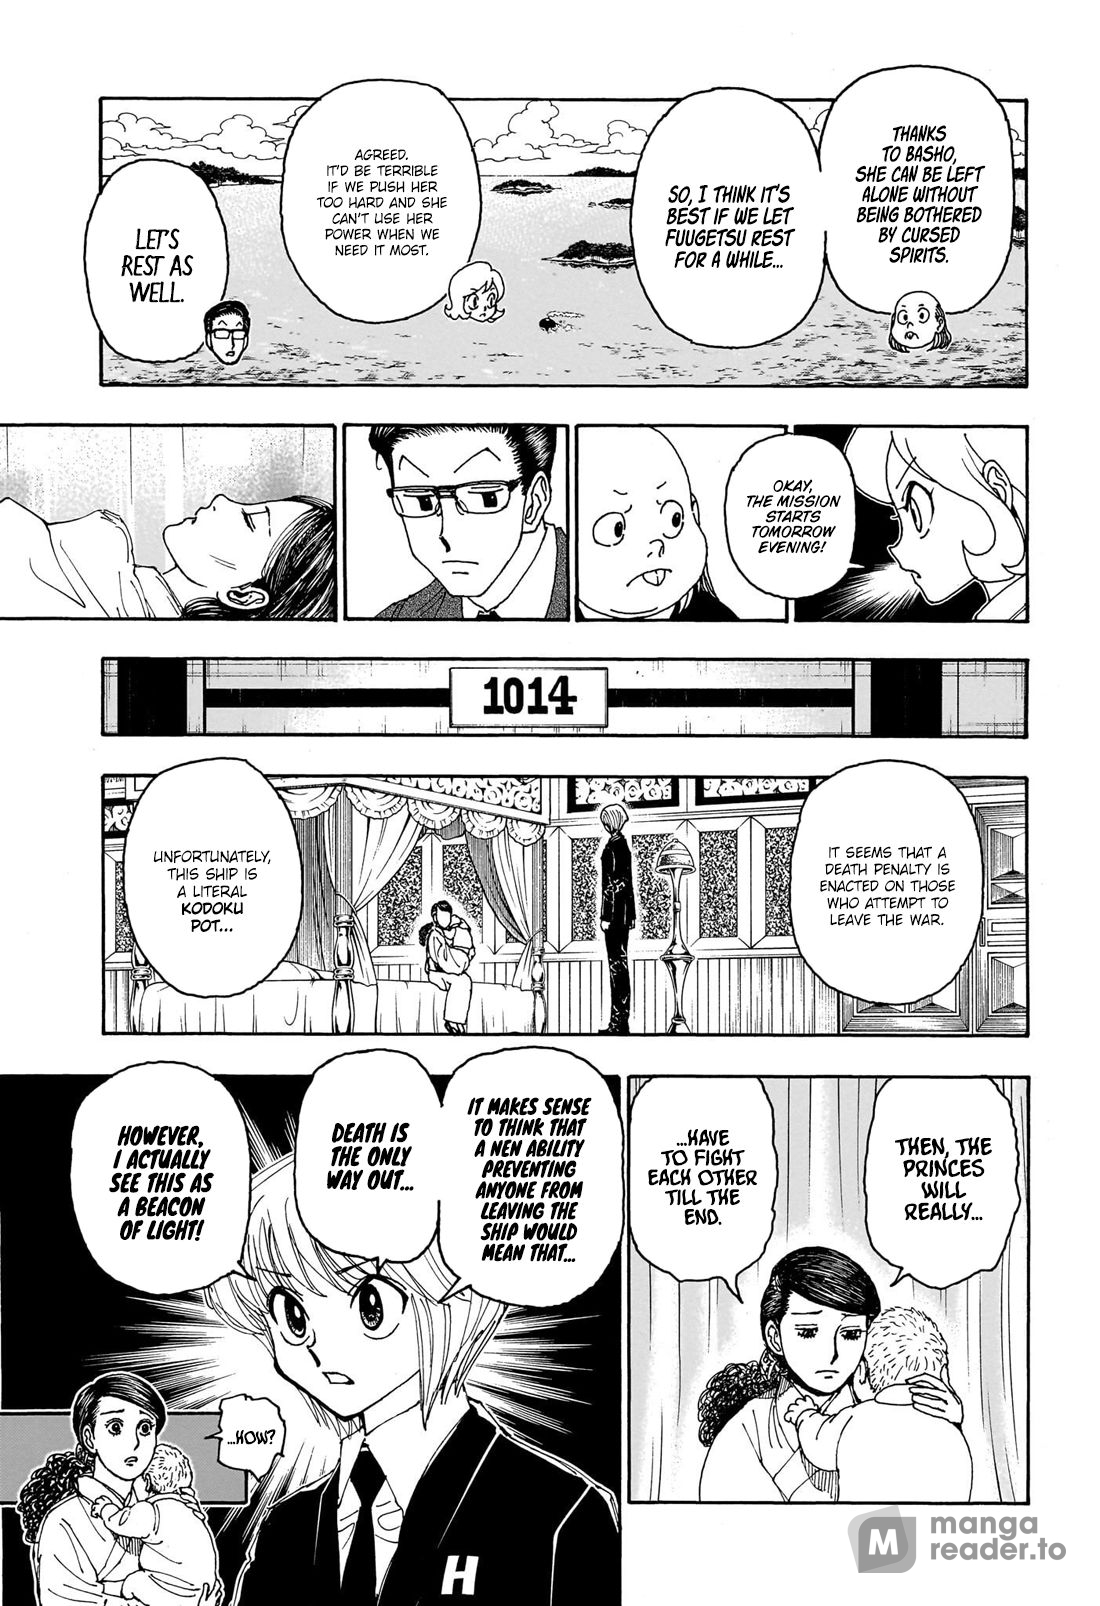 THANKS
TO BASHO,
SHE CAN BE LEFT
ALONE WITHOUT
BEING BOTHERED
BY CURSED
SPIRITS.
SO, I THINK IT'S
BEST IF WE LET
FUUGETSU REST
FOR A WHILE...
AGREED.
IT'D BE TERRIBLE
IF WE PUSH HER
TOO HARD AND SHE
CAN'T USE HER
POWER WHEN WE
NEED IT MOST.
LET'S
REST AS
WELL.
OKAY,
THE MISSION
STARTS
TOMORROW
EVENING!
1014
IT SEEMS THAT A
DEATH PENALTY IS
ENACTED ON THOSE
WHO ATTEMPT TO
LEAVE THE WAR.
UNFORTUNATELY,
THIS SHIP IS
A LITERAL
KODOKU
POT...
THEN, THE
PRINCES
WILL
REALLY...
...HAVE
TO FIGHT
EACH OTHER
TILL THE
END.
IT MAKES SENSE
TO THINK THAT
A NEN ABILITY
PREVENTING
ANYONE FROM
LEAVING THE
SHIP WOULD
MEAN THAT...
DEATH IS
THE ONLY
WAY OUT...
HOWEVER,
I ACTUALLY
SEE THIS AS
A BEACON
OF LIGHT!
...HOW?
H
M manga
reader.to